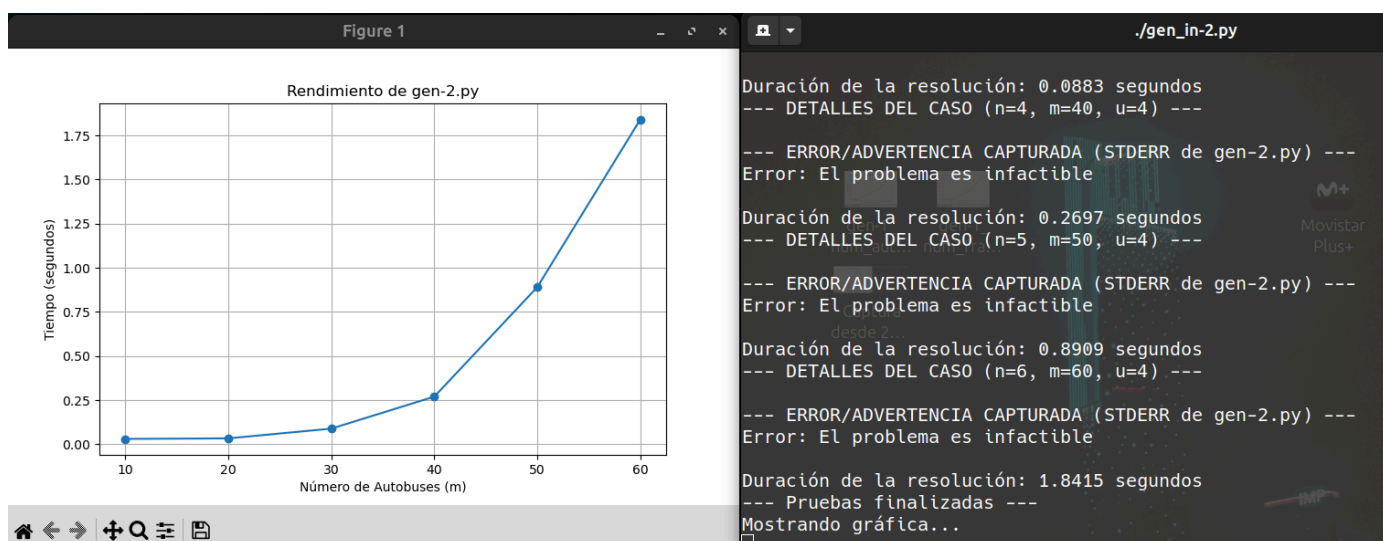 Figure 1
Rendimiento de gen-2.py
1.75
1.50
1.25
1.00
0.75
0.50
0.25
0.00
Tiempo (segundos)
10 20 30 40 50 60
Número de Autobuses (m)
./gen_in-2.py
Duración de la resolución: 0.0883 segundos
--- DETALLES DEL CASO (n=4, m=40, u=4) ---
--- ERROR/ADVERTENCIA CAPTURADA (STDERR de gen-2.py) ---
Error: El problema es infactible
Duración de la resolución: 0.2697 segundos
--- DETALLES DEL CASO (n=5, m=50, u=4) ---
--- ERROR/ADVERTENCIA CAPTURADA (STDERR de gen-2.py) ---
Error: El problema es infactible
Duración de la resolución: 0.8909 segundos
--- DETALLES DEL CASO (n=6, m=60, u=4) ---
--- ERROR/ADVERTENCIA CAPTURADA (STDERR de gen-2.py) ---
Error: El problema es infactible
Duración de la resolución: 1.8415 segundos
--- Pruebas finalizadas ---
Mostrando gráfica...
M+
Movistar
Plus+
Captura
desde 2...